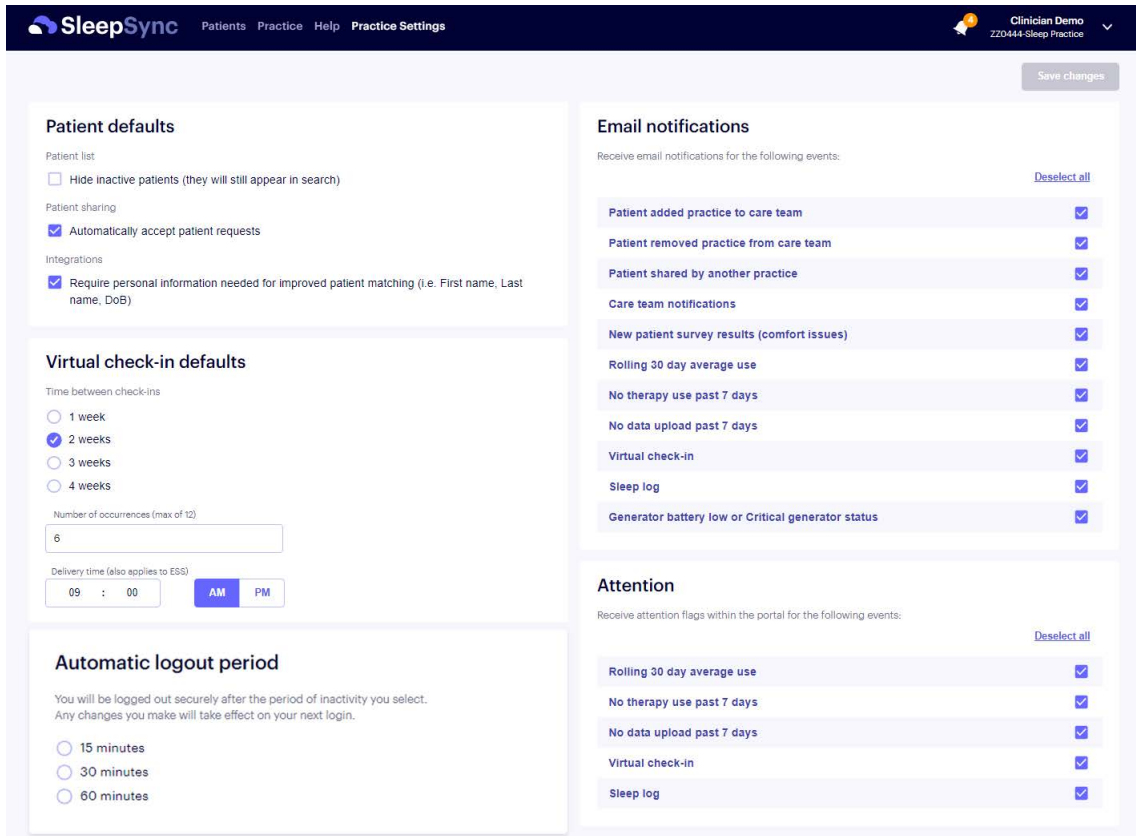 SleepSync
Patients Practice Help Practice Settings
4
Clinician Demo
ZZ0444-Sleep Practice
Save changes
Patient defaults
Patient list
Hide inactive patients (they will still appear in search)
Patient sharing
Automatically accept patient requests
Integrations
Require personal information needed for improved patient matching (i.e. First name, Last
name, DoB)
Virtual check-in defaults
Time between check-ins
1 week
2 weeks
3 weeks
4 weeks
Number of occurrences (max of 12)
6
Delivery time (also applies to ESS)
09 : 00 AM PM
Automatic logout period
You will be logged out securely after the period of inactivity you select.
Any changes you make will take effect on your next login.
15 minutes
30 minutes
60 minutes
Email notifications
Receive email notifications for the following events:
Deselect all
Patient added practice to care team
Patient removed practice from care team
Patient shared by another practice
Care team notifications
New patient survey results (comfort issues)
Rolling 30 day average use
No therapy use past 7 days
No data upload past 7 days
Virtual check-in
Sleep log
Generator battery low or Critical generator status
Attention
Receive attention flags within the portal for the following events:
Deselect all
Rolling 30 day average use
No therapy use past 7 days
No data upload past 7 days
Virtual check-in
Sleep log